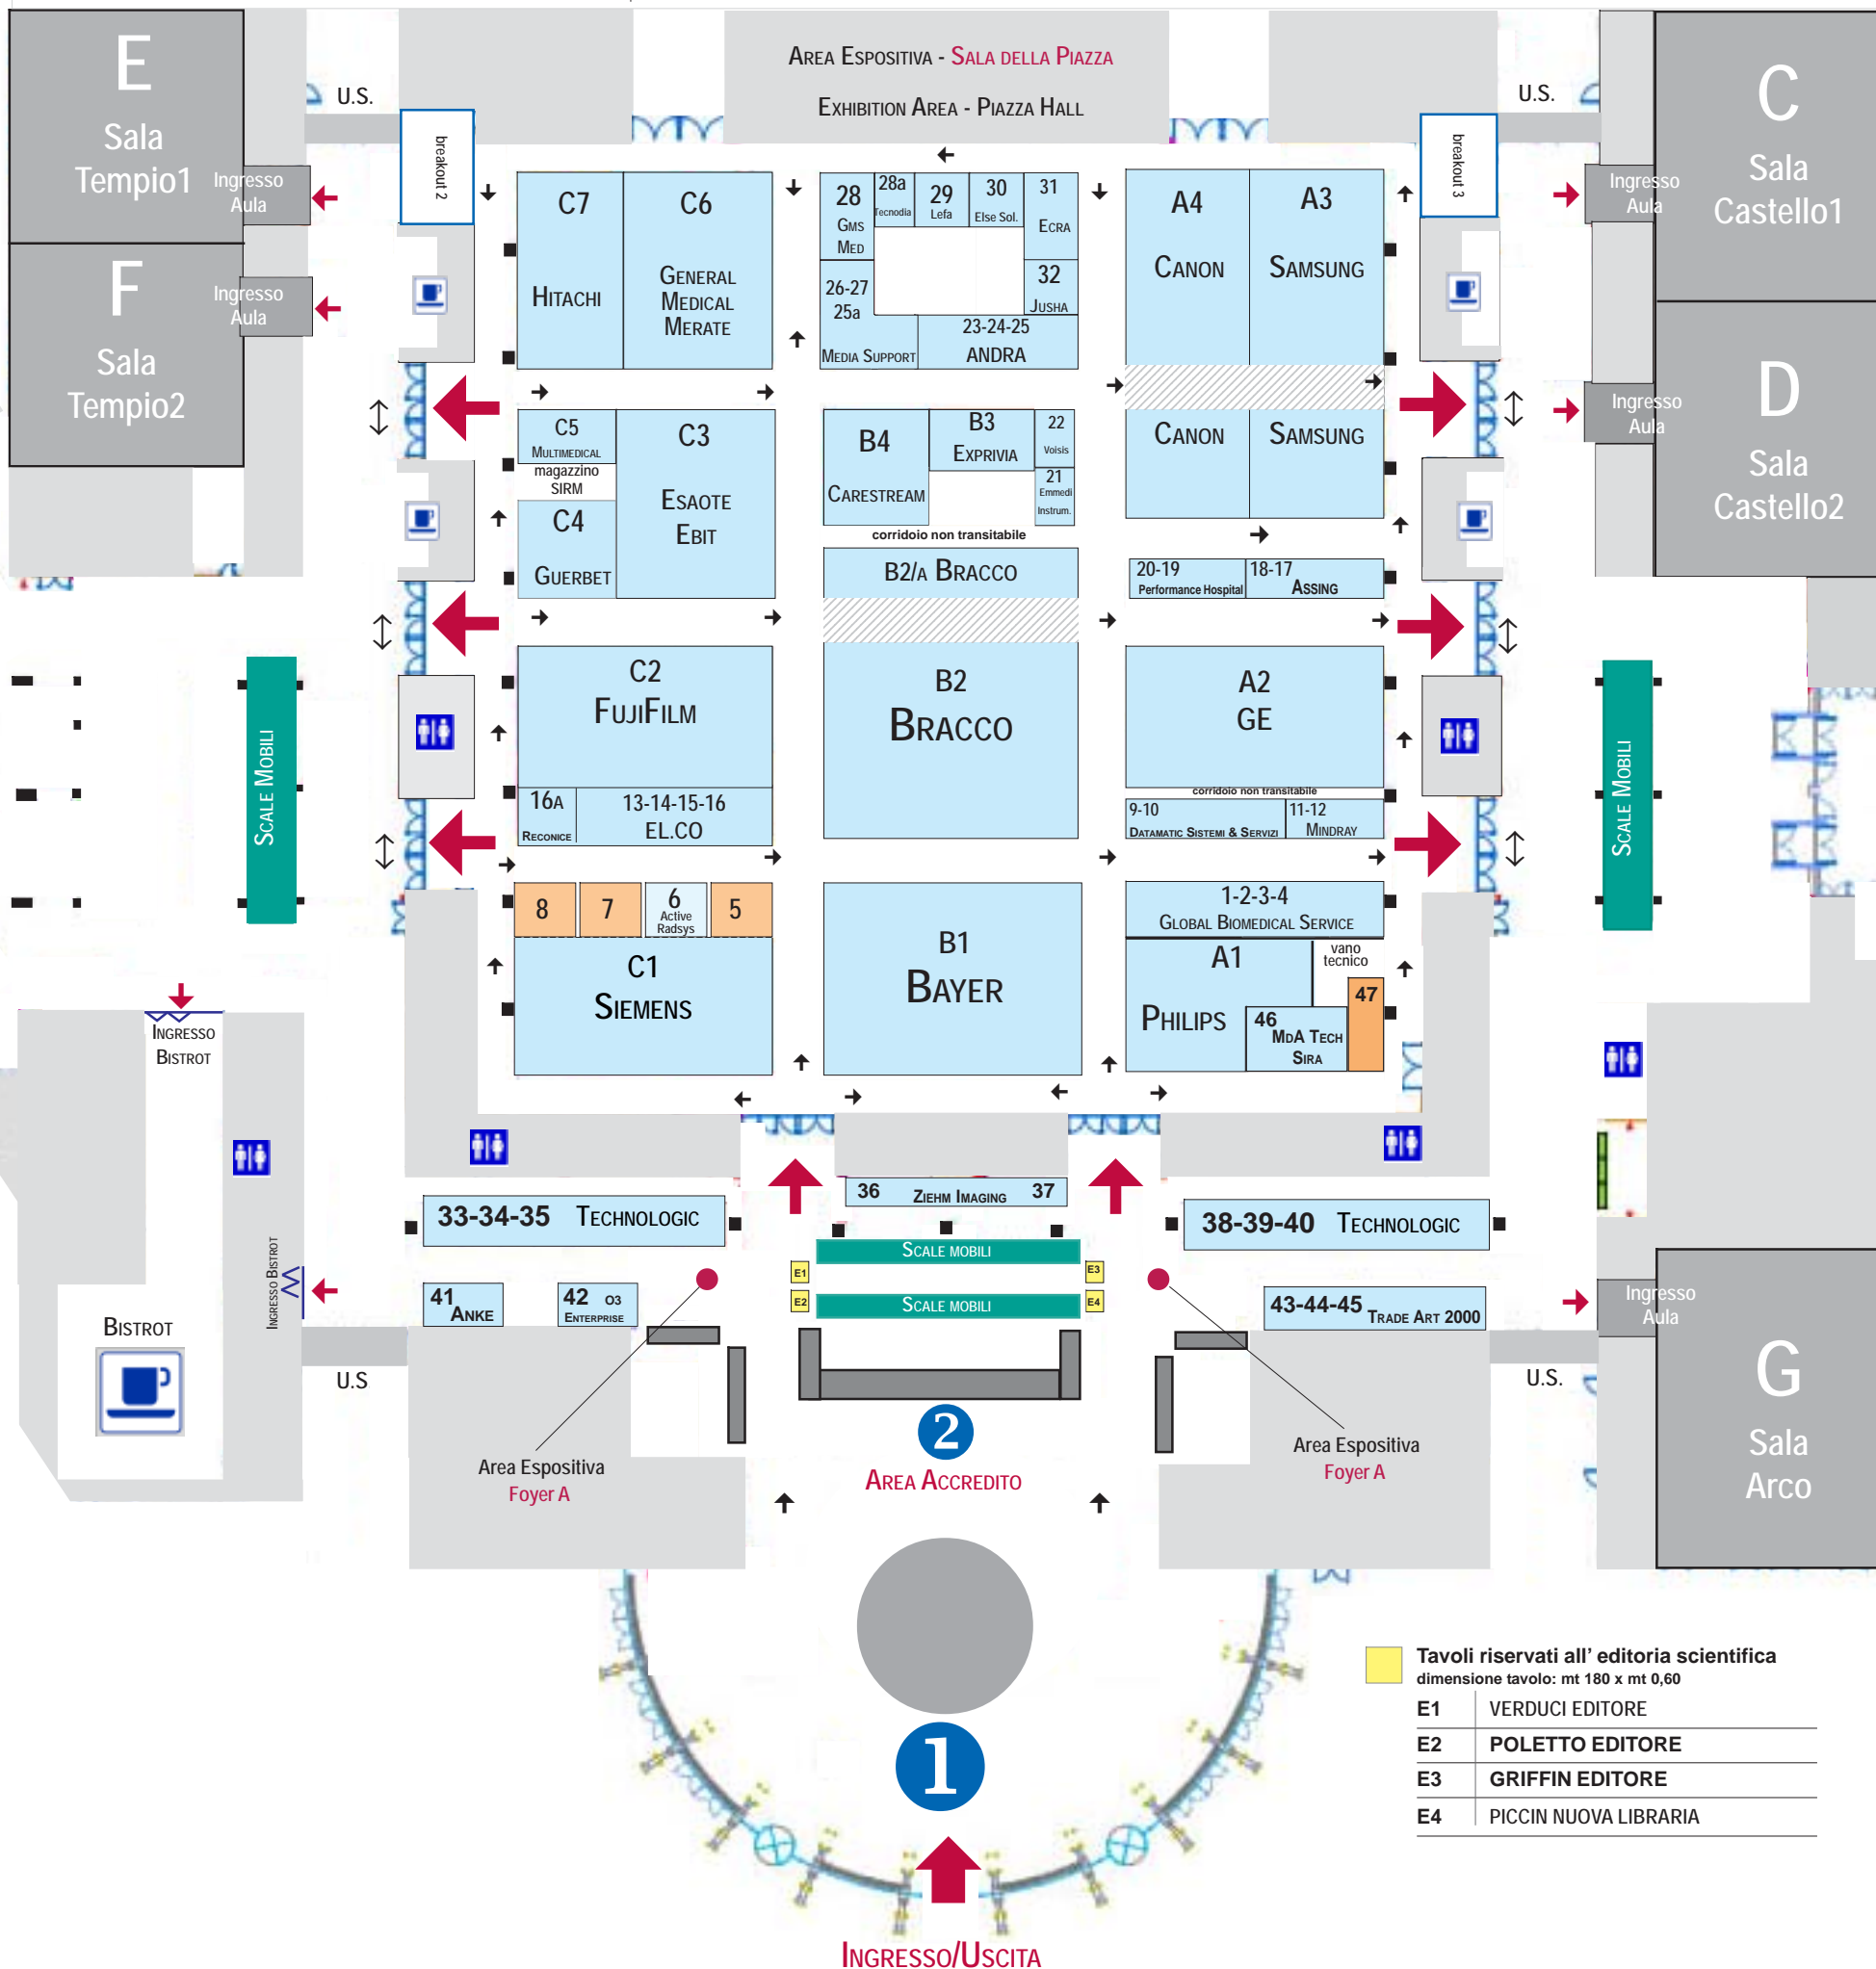 AREA ESPOSITIVA - SALA DELLA PIAZZA
EXHIBITION AREA - PIAZZA HALL
E
Sala
Tempio1
Ingresso
Aula
F
Sala
Tempio2
Ingresso
Aula
U.S.
breakout 2
U.S.
breakout 3
C
Sala
Castello1
Ingresso
Aula
D
Sala
Castello2
Ingresso
Aula
C7
HITACHI
C6
GENERAL
MEDICAL
MERATE
28
GMS
MED
28a
Tecnodia
29
Lefa
30
Else Sol.
31
ECRA
32
JUSHA
26-27
25a
MEDIA SUPPORT
23-24-25
ANDRA
A4
CANON
A3
SAMSUNG
CANON
SAMSUNG
C5
MULTIMEDICAL
magazzino
SIRM
C4
GUERBET
C3
ESAOTE
EBIT
B4
CARESTREAM
B3
EXPRIVIA
22
Voisis
21
Emmedi
Instrum.
corridoio non transitabile
B2/A BRACCO
20-19
Performance Hospital
18-17
ASSING
C2
FUJIFILM
16A
RECONICE
13-14-15-16
EL.CO
B2
BRACCO
A2
GE
corridoio non transitabile
9-10
DATAMATIC SISTEMI & SERVIZI
11-12
MINDRAY
SCALE MOBILI
SCALE MOBILI
8
7
6
Active
Radsys
5
C1
SIEMENS
B1
BAYER
1-2-3-4
GLOBAL BIOMEDICAL SERVICE
A1
PHILIPS
vano
tecnico
47
46
MDA TECH
SIRA
INGRESSO
BISTROT
INGRESSO BISTROT
BISTROT
33-34-35 TECHNOLOGIC
36 ZIEHM IMAGING 37
38-39-40 TECHNOLOGIC
SCALE MOBILI
E1
E3
E2
E4
SCALE MOBILI
41
ANKE
42 O3
ENTERPRISE
43-44-45 TRADE ART 2000
Ingresso
Aula
G
Sala
Arco
U.S
U.S.
Area Espositiva
Foyer A
2
AREA ACCREDITO
Area Espositiva
Foyer A
1
INGRESSO/USCITA
Tavoli riservati all' editoria scientifica
dimensione tavolo: mt 180 x mt 0,60
E1 VERDUCI EDITORE
E2 POLETTO EDITORE
E3 GRIFFIN EDITORE
E4 PICCIN NUOVA LIBRARIA